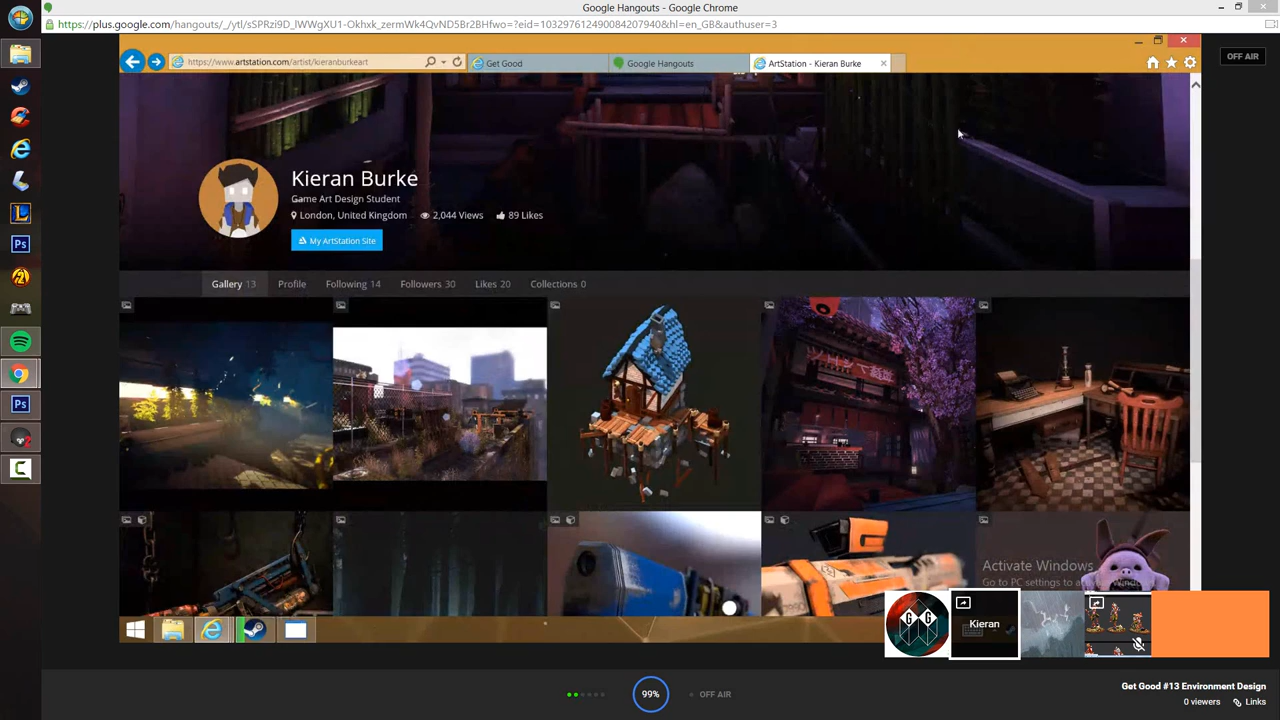 Google Hangouts - Google Chrome
https://plus.google.com/hangouts/_/ytl/sSPRzi9D_lWWgXU1-Okhxk_zermWk4QvND5Br2BHfwo=?eid=103297612490084207940&hl=en_GB&authuser=3
https://www.artstation.com/artist/kieranburkeart
Get Good
Google Hangouts
ArtStation - Kieran Burke
OFF AIR
Kieran Burke
Game Art Design Student
London, United Kingdom
2,044 Views
89 Likes
My ArtStation Site
Gallery 13
Profile
Following 14
Followers 30
Likes 20
Collections 0
Activate Windows
Go to PC settings to
Kieran
G G
99%
OFF AIR
Get Good #13 Environment Design
0 viewers
Links
Ps
Ps